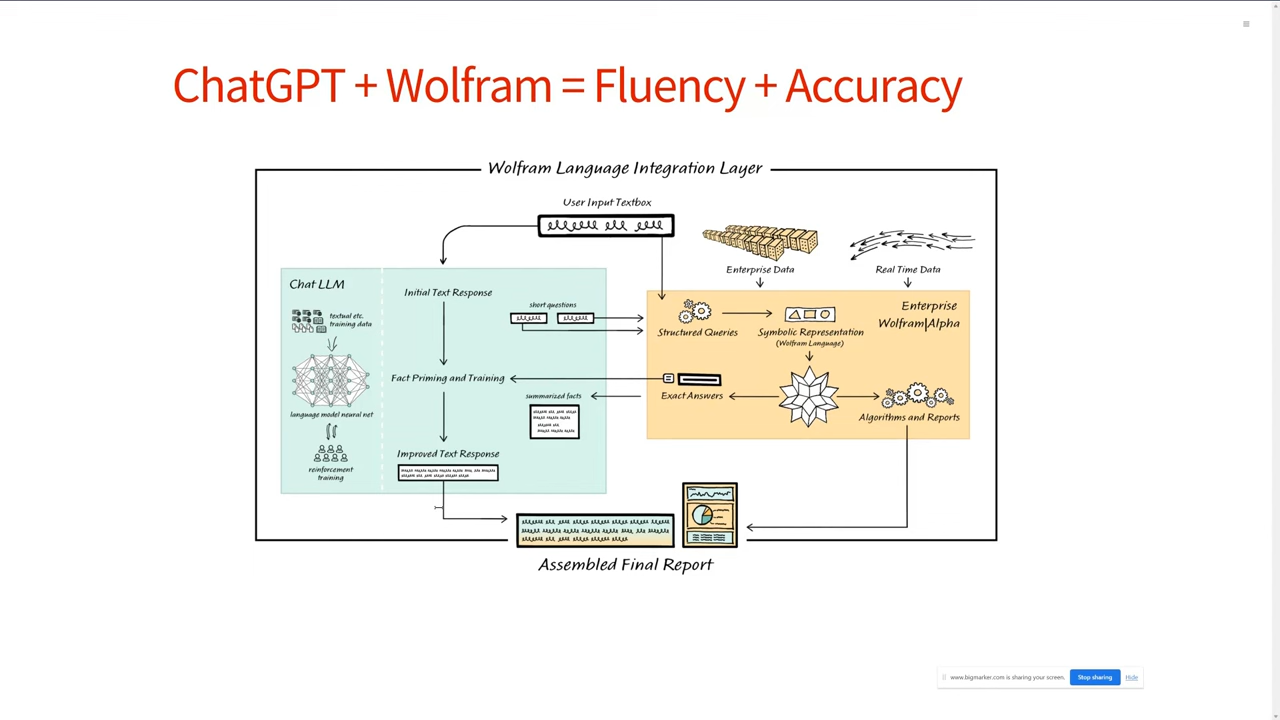 ChatGPT + Wolfram = Fluency + Accuracy
Wolfram Language Integration Layer
User Input Textbox
Enterprise Data
Real Time Data
Chat LLM
textual etc.
training data
language model neural net
reinforcement
training
Initial Text Response
short questions
Fact Priming and Training
summarized facts
Improved Text Response
Enterprise
Wolfram|Alpha
Structured Queries
Symbolic Representation
(Wolfram Language)
Exact Answers
Algorithms and Reports
Assembled Final Report
www.bigmarker.com is sharing your screen.
Stop sharing
Hide